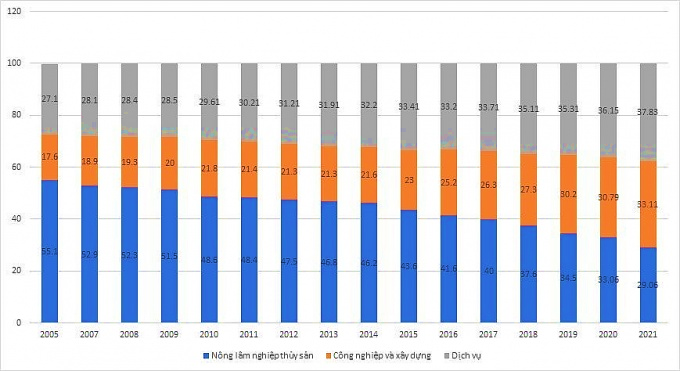 120
100
80
60
40
20
0
27.1 28.1 28.4 28.5 29.61 30.21 31.21 31.91 32.2 33.41 33.2 33.71 35.11 35.31 36.15 37.83
17.6 18.9 19.3 20 21.8 21.4 21.3 21.3 21.6 23 25.2 26.3 27.3 30.2 30.79 33.11
55.1 52.9 52.3 51.5 48.6 48.4 47.5 46.8 46.2 43.6 41.6 40 37.6 34.5 33.06 29.06
2005 2007 2008 2009 2010 2011 2012 2013 2014 2015 2016 2017 2018 2019 2020 2021
Nông lâm nghiệp thủy sản Công nghiệp và xây dựng Dịch vụ